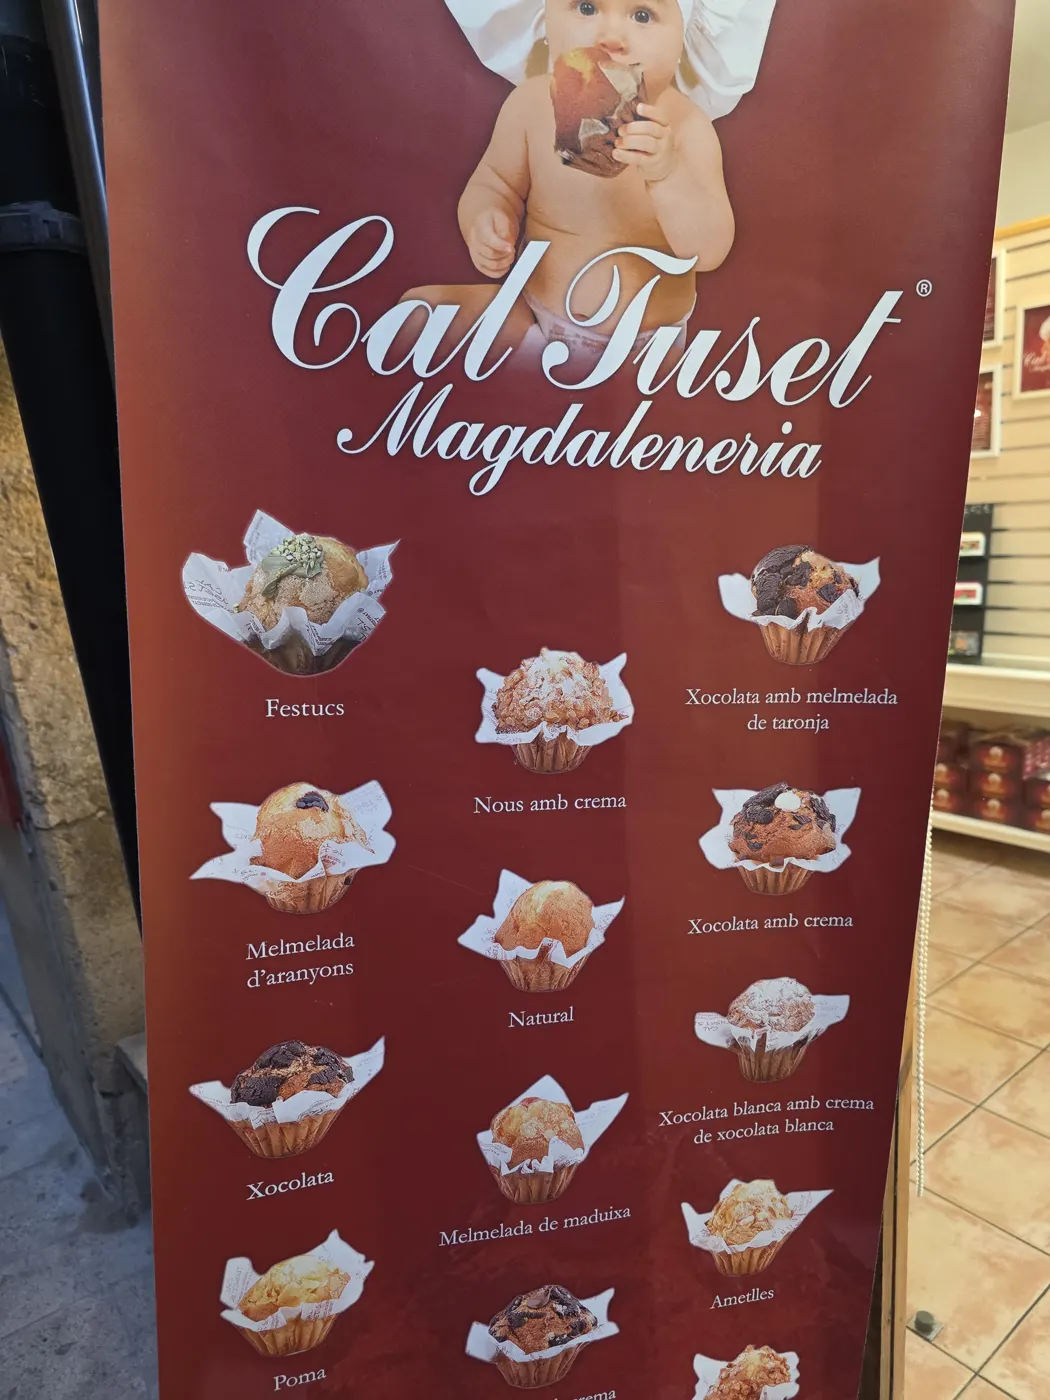 Cal Tuset®
Magdaleneria
Festucs
Nous amb crema
Xocolata amb melmelada
de taronja
Melmelada
d'aranyons
Natural
Xocolata amb crema
Xocolata
Melmelada de maduixa
Xocolata blanca amb crema
de xocolata blanca
Poma
crema
Ametlles